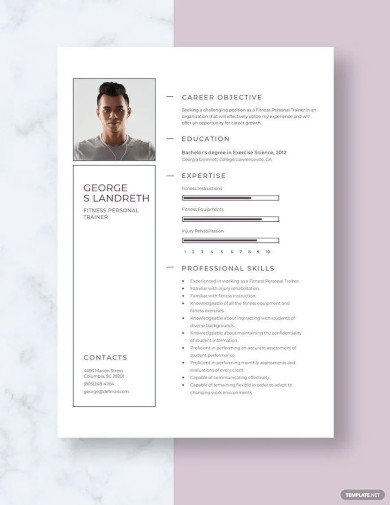 GEORGE
S LANDRETH
FITNESS PERSONAL
TRAINER
CONTACTS
4590 Marion Street
Columbia, SC 29201
(809)248-4764
george@defind.com
CAREER OBJECTIVE
Seeking a challenging position as a Fitness Personal Trainer in an
organization that will effectively utilize my experience and will
offer an opportunity for career growth.
EDUCATION
Bachelor's degree in Exercise Science, 2012
Georgia Gwinnett College, Lawrenceville, GA
EXPERTISE
Fitness Instructions
Fitness Equipments
Injury Rehabilitation
1 2 3 4 5 6 7 8 9 10
PROFESSIONAL SKILLS
Experienced in working as a Fitness Personal Trainer.
Familiar with injury rehabilitation.
Familiar with fitness instruction.
Knowledgeable of all the fitness equipment and
fitness exercises.
Knowledgeable about interacting with students of
diverse backgrounds.
Knowledgeable about maintaining the confidentiality
of student information.
Proficient in performing an accurate assessment of
student performance.
Proficient in performing monthly assessments and
evaluations of every client.
Capable of communicating effectively.
Capable of remaining flexible in order to adapt to
changing work environments.
TEMPLATE.NET